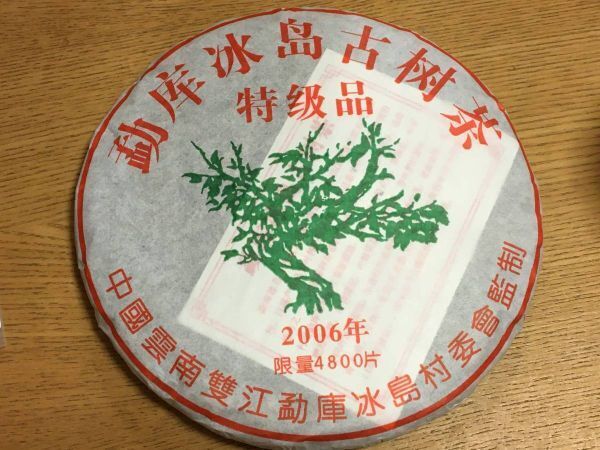 勐库冰岛古树茶
特级品
2006年
限量4800片
中國雲南雙江勐庫冰島村委會監制